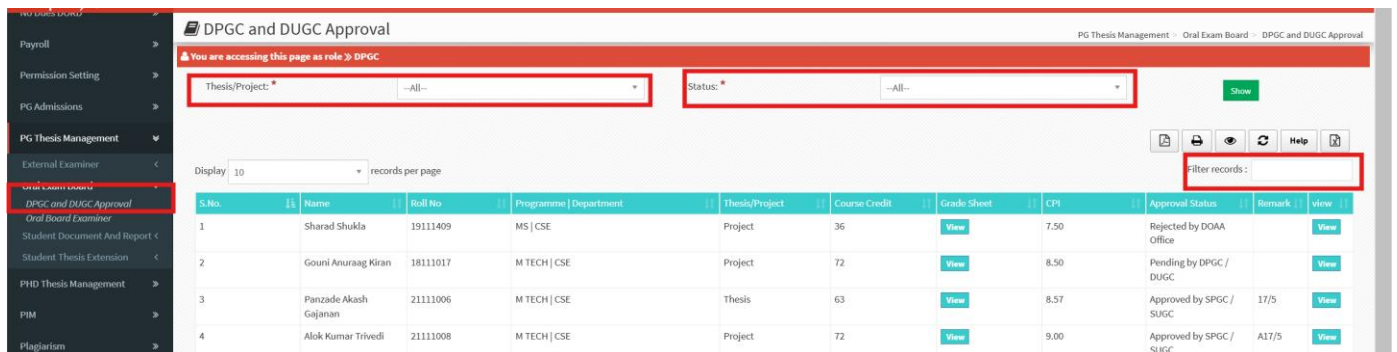 No Dues DORD
Payroll
Permission Setting
PG Admissions
PG Thesis Management
External Examiner
Oral Exam Board
DPGC and DUGC Approval
Oral Board Examiner
Student Document And Report
Student Thesis Extension
PHD Thesis Management
PIM
Plagiarism
DPGC and DUGC Approval
PG Thesis Management > Oral Exam Board > DPGC and DUGC Approval
You are accessing this page as role » DPGC
Thesis/Project: * --All-- Status: * --All-- Show
Help
Display 10 records per page Filter records :
S.No. Name Roll No Programme | Department Thesis/Project Course Credit Grade Sheet CPI Approval Status Remark view
1 Sharad Shukla 19111409 MS | CSE Project 36 View 7.50 Rejected by DOAA View
Office
2 Gouni Anuraag Kiran 18111017 M TECH | CSE Project 72 View 8.50 Pending by DPGC / View
DUGC
3 Panzade Akash 21111006 M TECH | CSE Thesis 63 View 8.57 Approved by SPGC / 17/5 View
Gajanan SUGC
4 Alok Kumar Trivedi 21111008 M TECH | CSE Project 72 View 9.00 Approved by SPGC / A17/5 View
SUGC